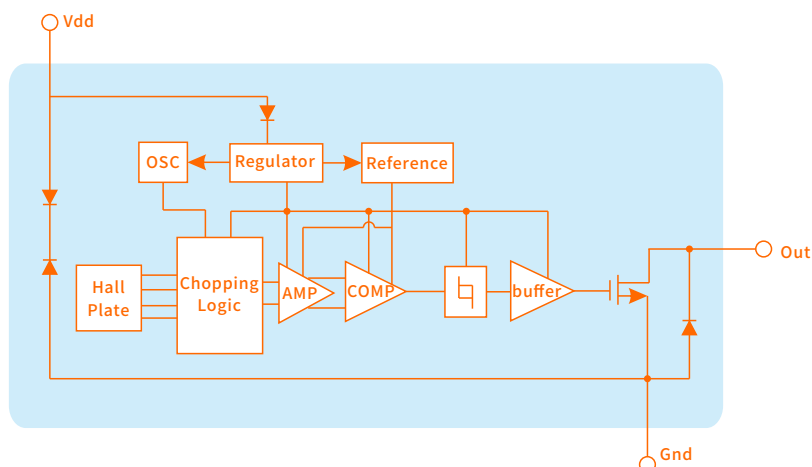 Vdd
OSC
Regulator
Reference
Hall
Plate
Chopping
Logic
AMP
COMP
buffer
Out
Gnd